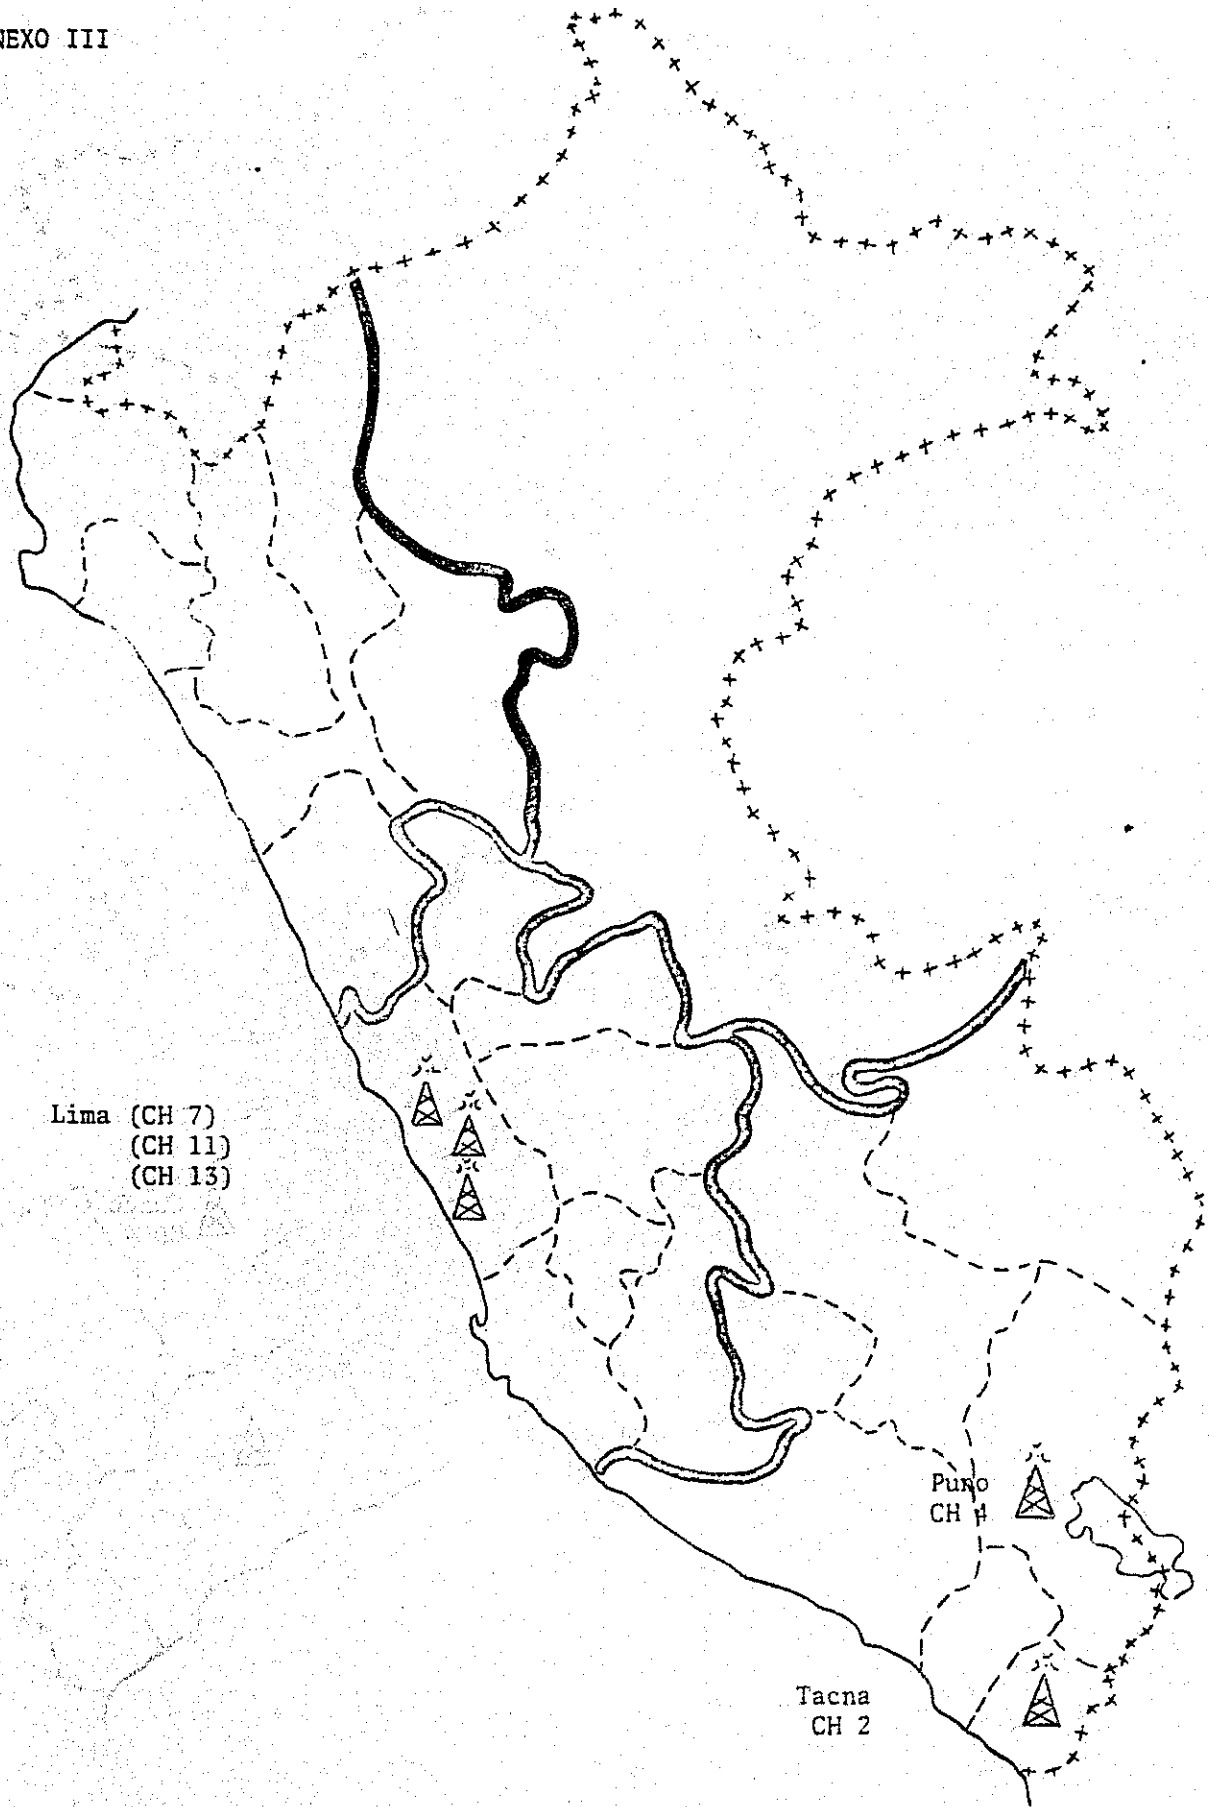 NEXO III
Lima (CH 7)
(CH 11)
(CH 13)
Puno
CH 4
Tacna
CH 2